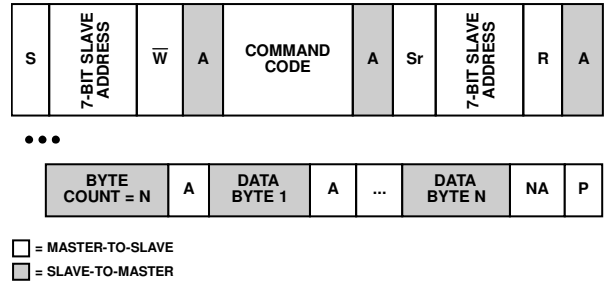 S 7-BIT SLAVE ADDRESS W̅ A COMMAND CODE A Sr 7-BIT SLAVE ADDRESS R A
•••
BYTE COUNT = N A DATA BYTE 1 A ... DATA BYTE N NA P
= MASTER-TO-SLAVE
= SLAVE-TO-MASTER